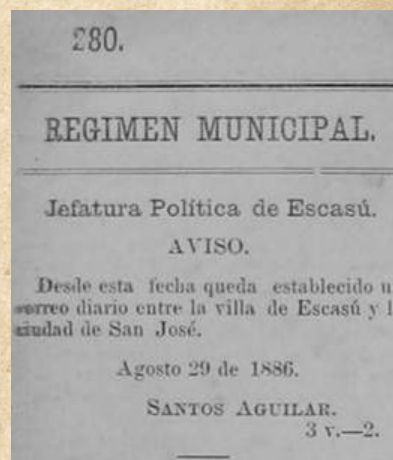 280.
REGIMEN MUNICIPAL.
Jefatura Política de Escasú.
AVISO.
Desde esta fecha queda establecido u
correo diario entre la villa de Escasú y l
ciudad de San José.
Agosto 29 de 1886.
SANTOS AGUILAR.
3 v.—2.